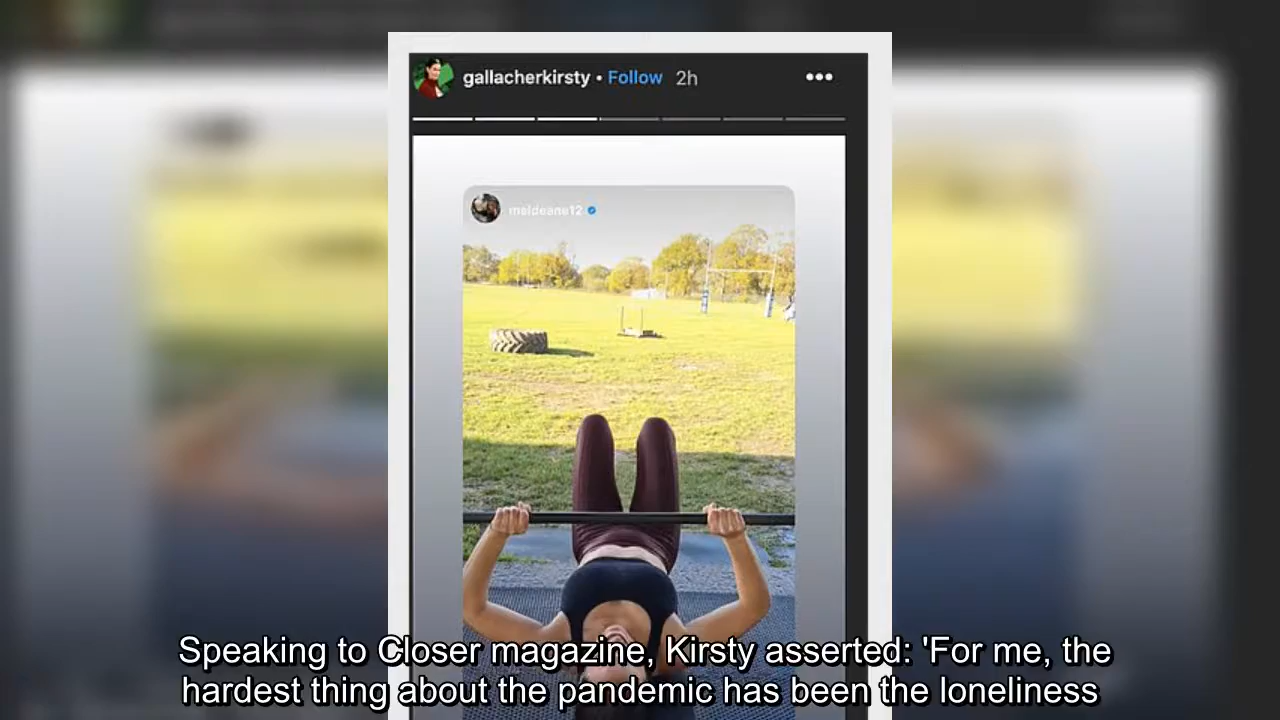 gallacherkirsty • Follow 2h
meldeane12
Speaking to Closer magazine, Kirsty asserted: 'For me, the
hardest thing about the pandemic has been the loneliness